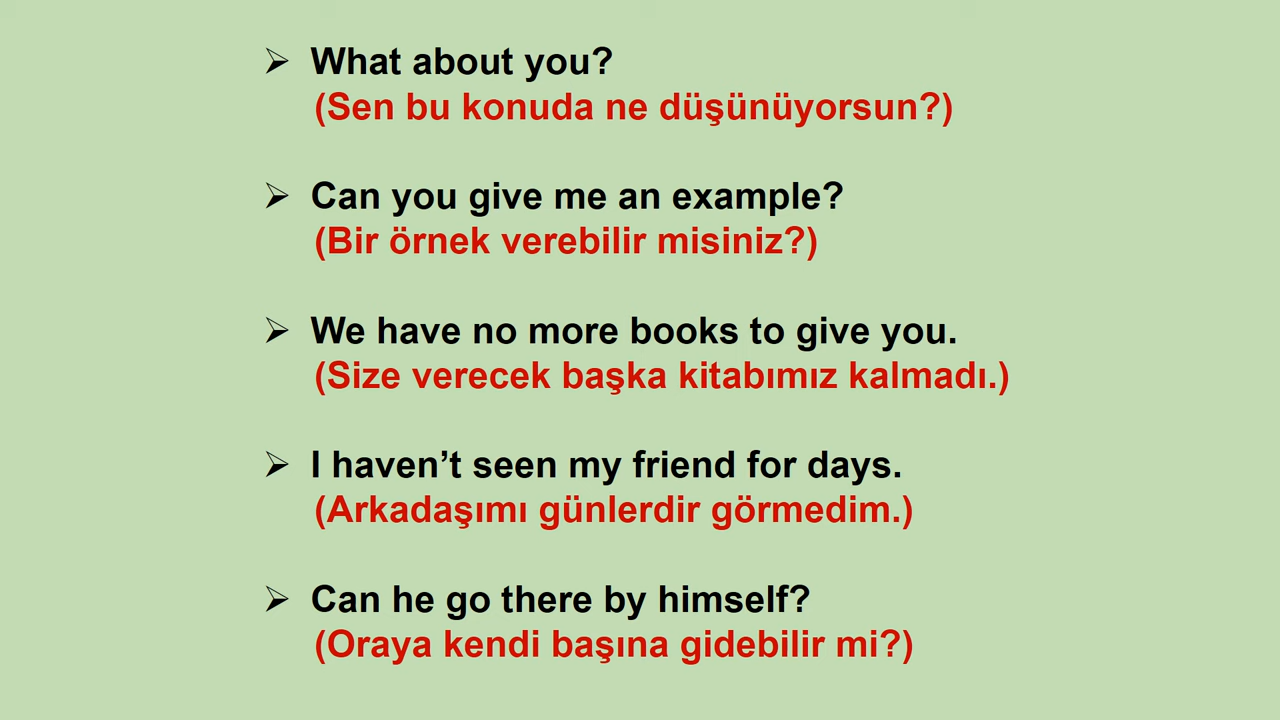 ➢ What about you?
(Sen bu konuda ne düşünüyorsun?)
➢ Can you give me an example?
(Bir örnek verebilir misiniz?)
➢ We have no more books to give you.
(Size verecek başka kitabımız kalmadı.)
➢ I haven’t seen my friend for days.
(Arkadaşımı günlerdir görmedim.)
➢ Can he go there by himself?
(Oraya kendi başına gidebilir mi?)